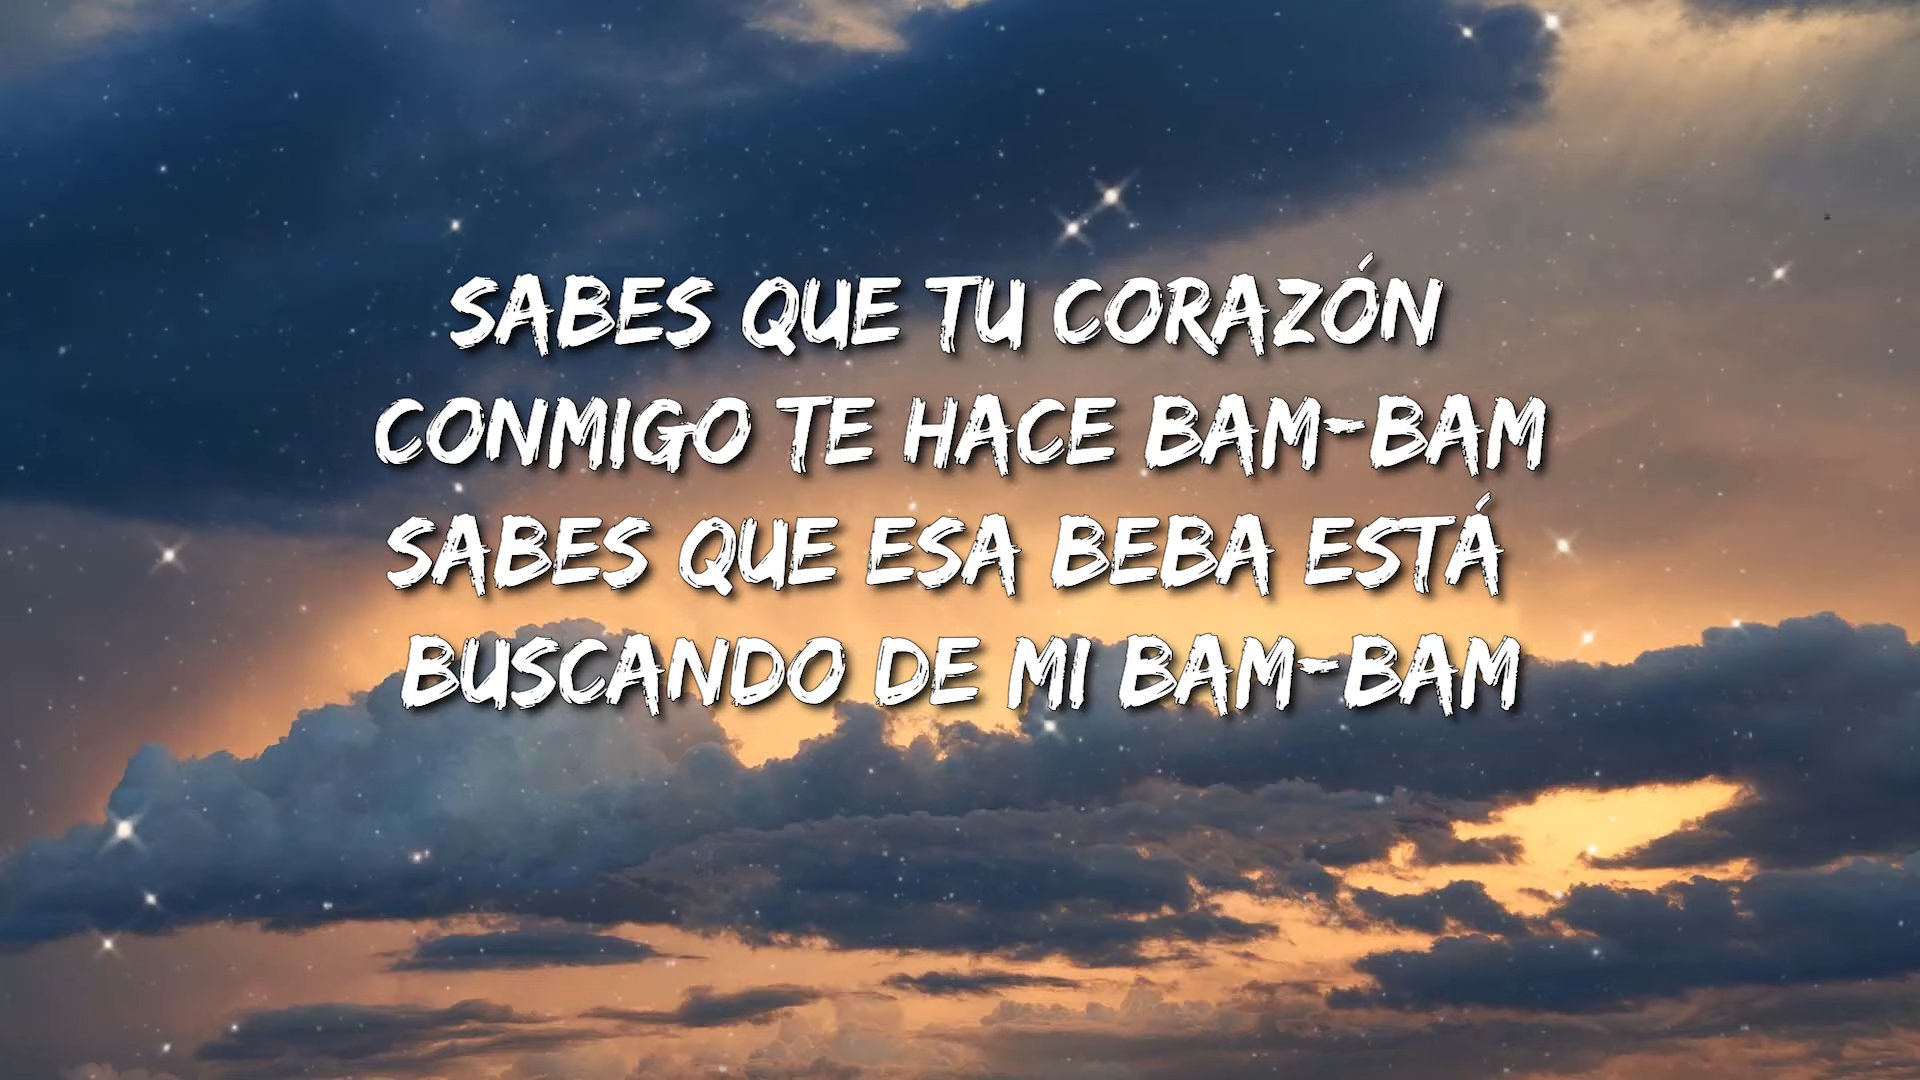 SABES QUE TU CORAZÓN
CONMIGO TE HACE BAM-BAM
SABES QUE ESA BEBA ESTÁ
BUSCANDO DE MI BAM-BAM